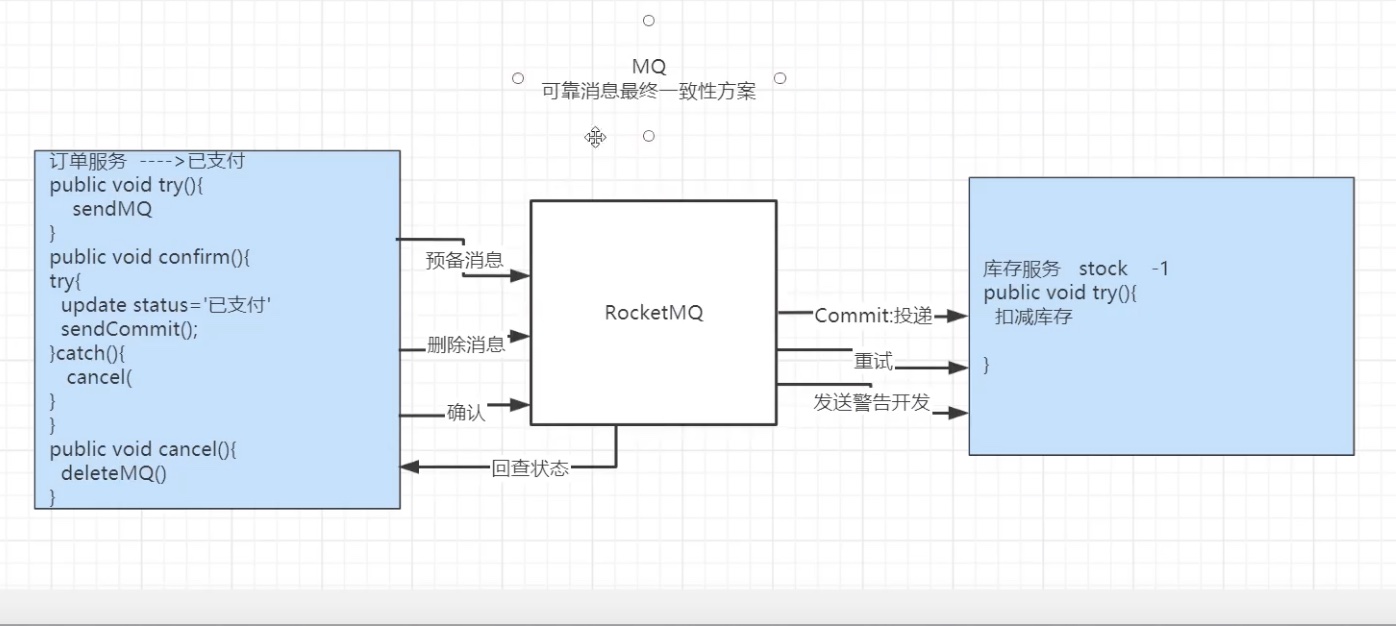 MQ
可靠消息最终一致性方案
订单服务 ---->已支付
public void try(){
sendMQ
}
public void confirm(){
try{
update status='已支付'
sendCommit();
}catch(){
cancel(
}
}
public void cancel(){
deleteMQ()
}
预备消息
删除消息
确认
回查状态
RocketMQ
Commit:投递
重试
发送警告开发
库存服务 stock -1
public void try(){
扣减库存
}